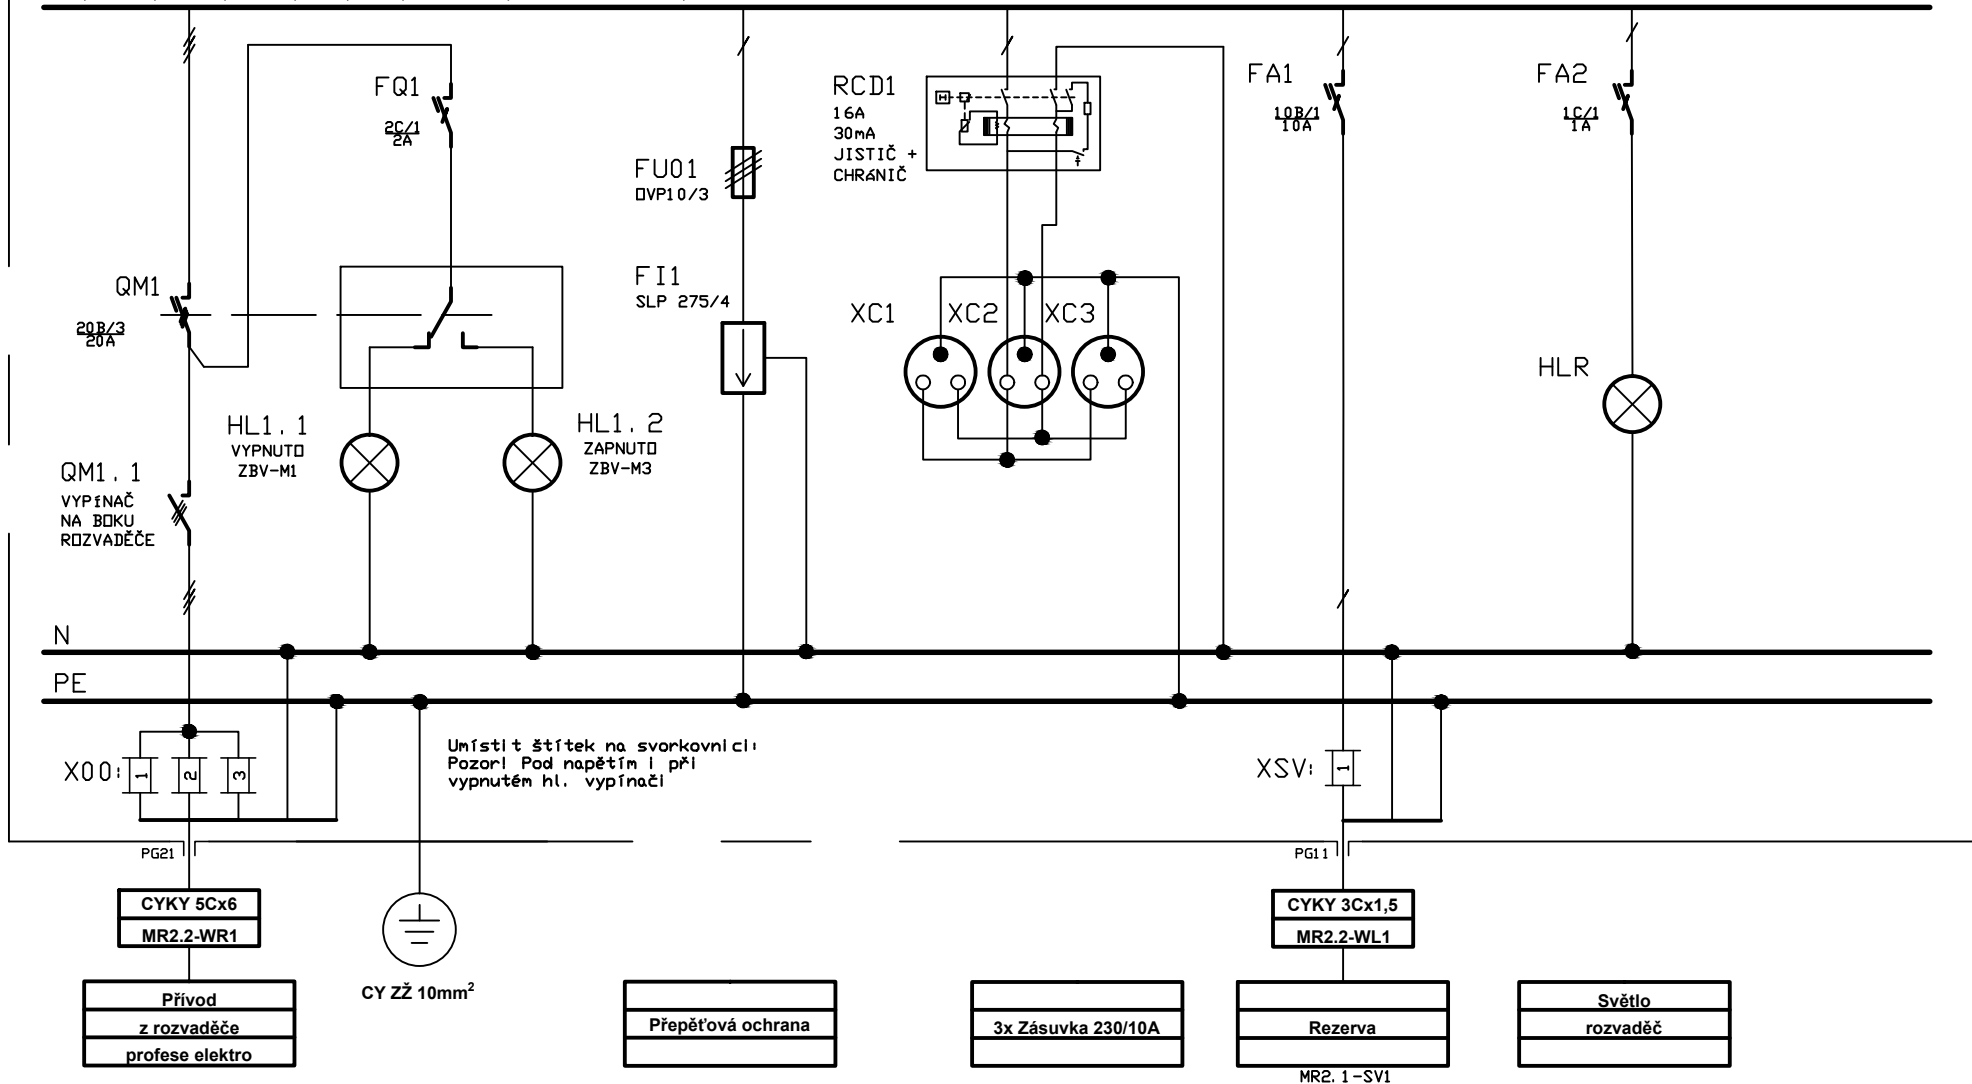 FQ1
2C/1
2A
RCD1
16A
30mA
JISTIČ +
CHRÁNIČ
FA1
10B/1
10A
FA2
1C/1
1A
FU01
OVP10/3
QM1
20B/3
20A
FI1
SLP 275/4
XC1
XC2
XC3
HLR
HL1.1
VYPNUTO
ZBV-M1
HL1.2
ZAPNUTO
ZBV-M3
QM1.1
VYPÍNAČ
NA BOKU
ROZVADĚČE
N
PE
X00:
1
2
3
Umístit štítek na svorkovnici:
Pozor! Pod napětím i při
vypnutém hl. vypínači
XSV:
1
PG21
PG11
CYKY 5Cx6
MR2.2-WR1
CY ZŽ 10mm²
CYKY 3Cx1,5
MR2.2-WL1
Přívod
z rozvaděče
profese elektro
Přepěťová ochrana
3x Zásuvka 230/10A
Rezerva
MR2.1-SV1
Světlo
rozvaděč